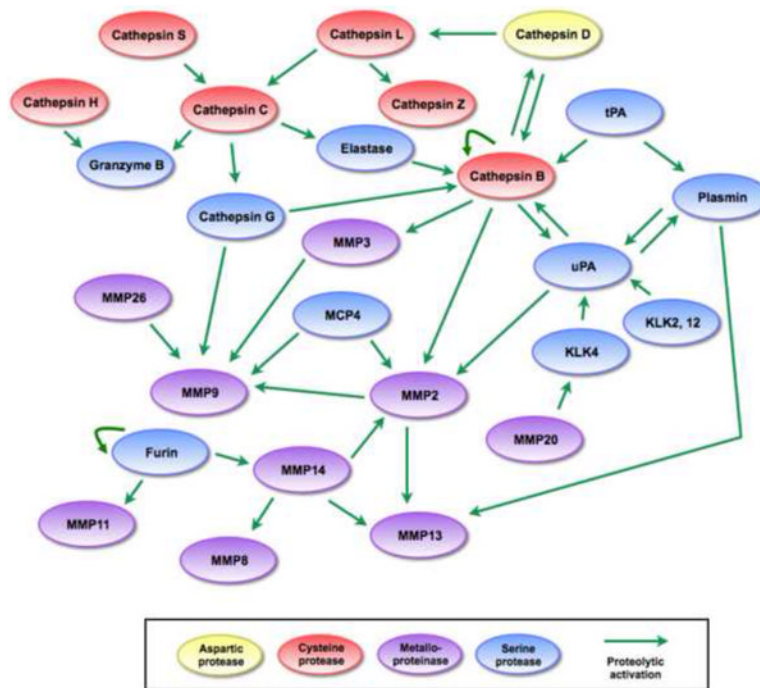 Cathepsin S
Cathepsin L
Cathepsin D
Cathepsin H
Cathepsin C
Cathepsin Z
tPA
Granzyme B
Elastase
Cathepsin B
Plasmin
Cathepsin G
MMP3
uPA
MMP26
MCP4
KLK2, 12
KLK4
MMP9
MMP2
MMP20
Furin
MMP14
MMP11
MMP8
MMP13
Aspartic
protease
Cysteine
protease
Metallo-
proteinase
Serine
protease
Proteolytic
activation